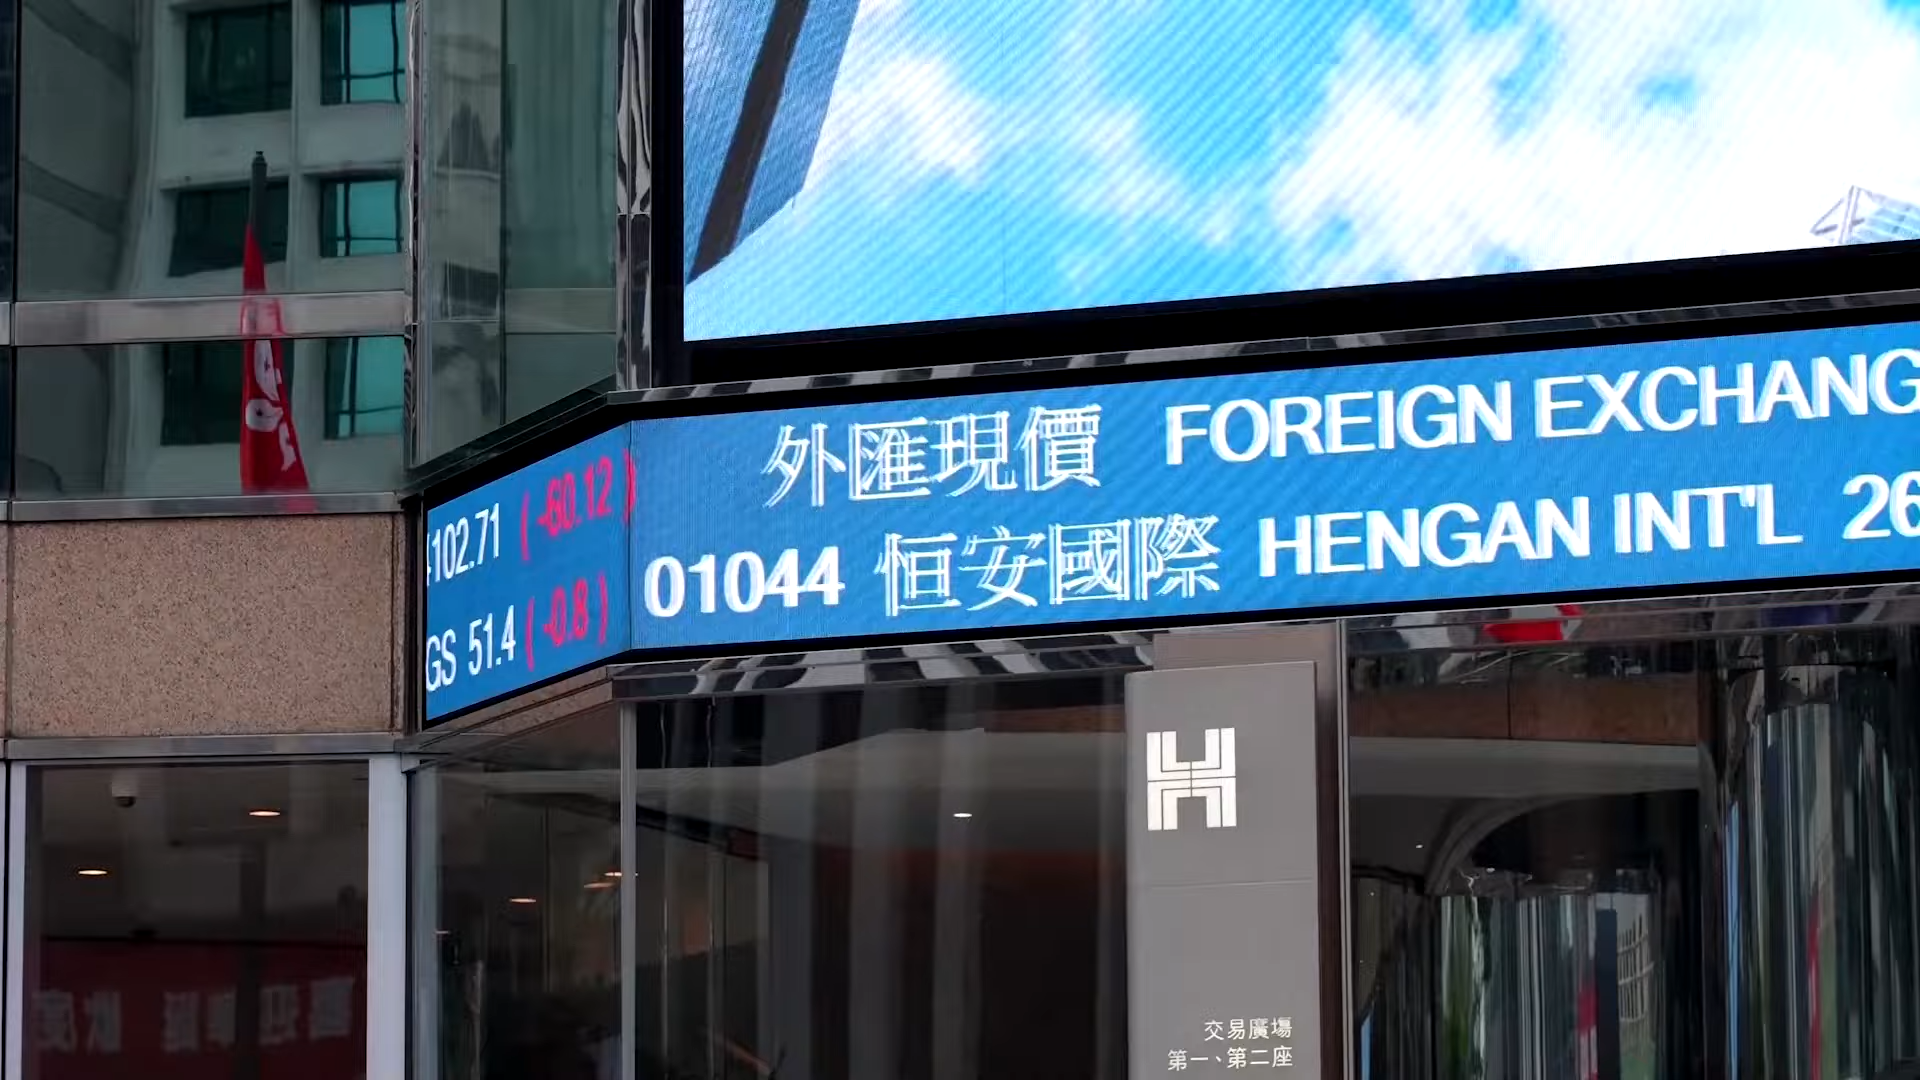 102.71 (-60.12)
外匯現價 FOREIGN EXCHANG
GS 51.4 (-0.8)
01044 恒安國際 HENGAN INT'L 26
交易廣場
第一、第二座